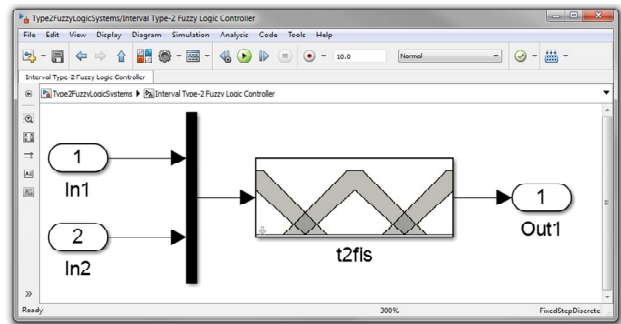 Type2FuzzyLogicSystems/Interval Type-2 Fuzzy Logic Controller
File Edit View Display Diagram Simulation Analysis Code Tools Help
10.0 Normal
Interval Type-2 Fuzzy Logic Controller
Type2FuzzyLogicSystems Interval Type-2 Fuzzy Logic Controller
1
In1
2
In2
t2fls
1
Out1
Ready 300% FixedStepDiscrete